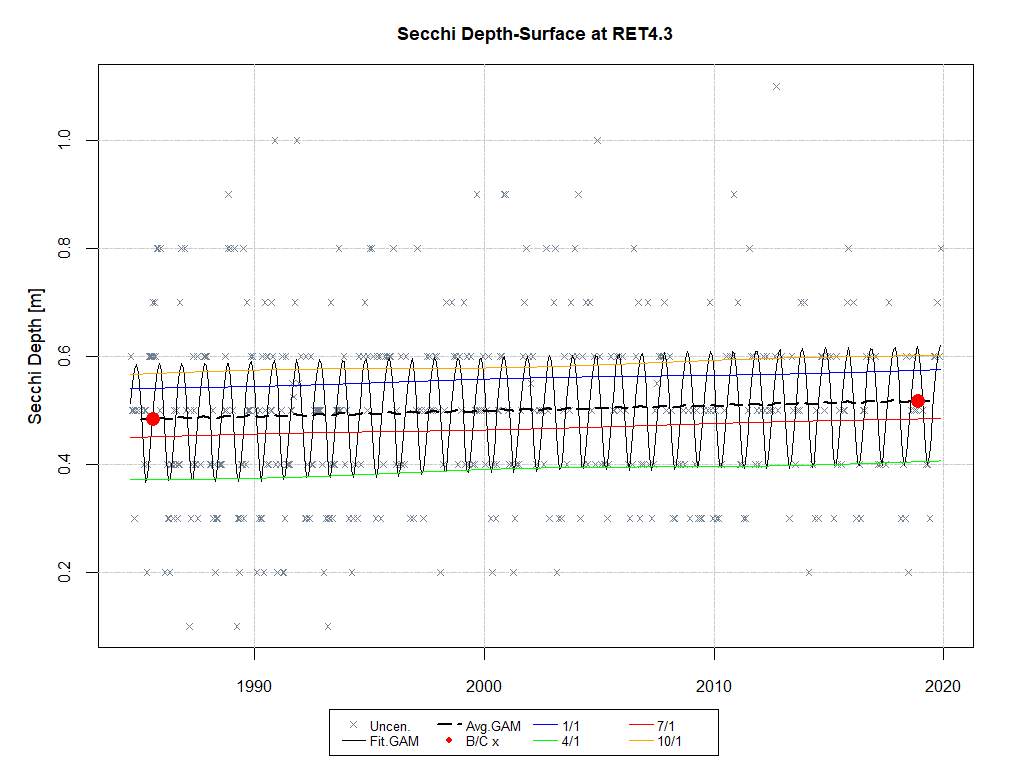 Secchi Depth-Surface at RET4.3
Secchi Depth [m]
1.0
0.8
0.6
0.4
0.2
1990 2000 2010 2020
Uncen. Avg.GAM 1/1 7/1
Fit.GAM B/C x 4/1 10/1